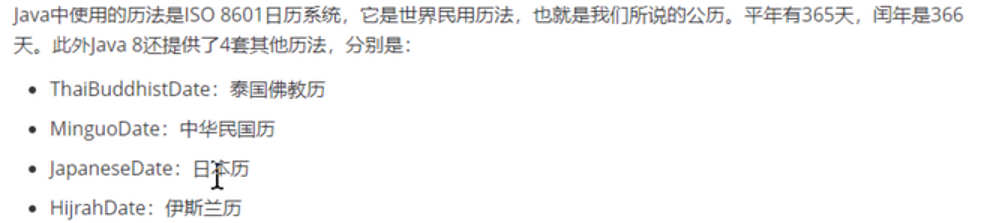 Java中使用的历法是ISO 8601日历系统，它是世界民用历法，也就是我们所说的公历。平年有365天，闰年是366
天。此外Java 8还提供了4套其他历法，分别是：
• ThaiBuddhistDate：泰国佛教历
• MinguoDate：中华民国历
• JapaneseDate：日本历
• HijrahDate：伊斯兰历